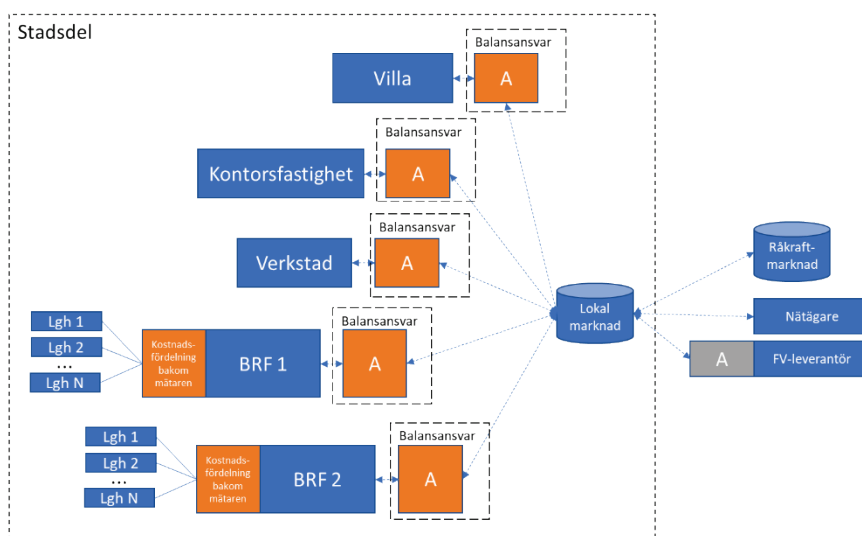 Stadsdel
Balansansvar
Villa
A
Balansansvar
Kontorsfastighet
A
Balansansvar
Verkstad
A
Råkraft-
marknad
Lokal
marknad
Nätägare
A
FV-leverantör
Balansansvar
Lgh 1
Lgh 2
...
Lgh N
Kostnads-
fördelning
bakom
mätaren
BRF 1
A
Balansansvar
Lgh 1
Lgh 2
...
Lgh N
Kostnads-
fördelning
bakom
mätaren
BRF 2
A